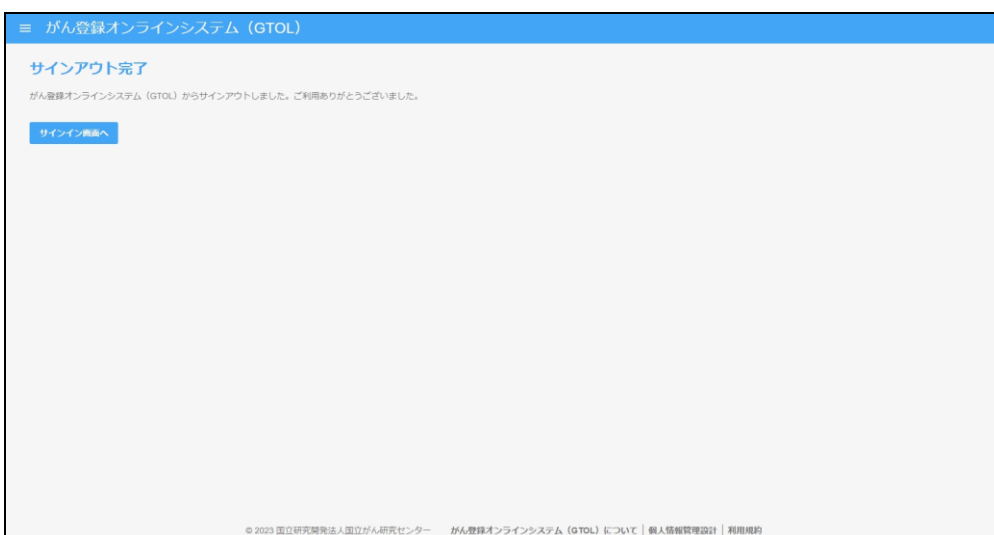 ≡ がん登録オンラインシステム（GTOL）
サインアウト完了
がん登録オンラインシステム（GTOL）からサインアウトしました。ご利用ありがとうございました。
サインイン画面へ
© 2023 国立研究開発法人国立がん研究センター がん登録オンラインシステム（GTOL）について｜個人情報管理設計｜利用規約